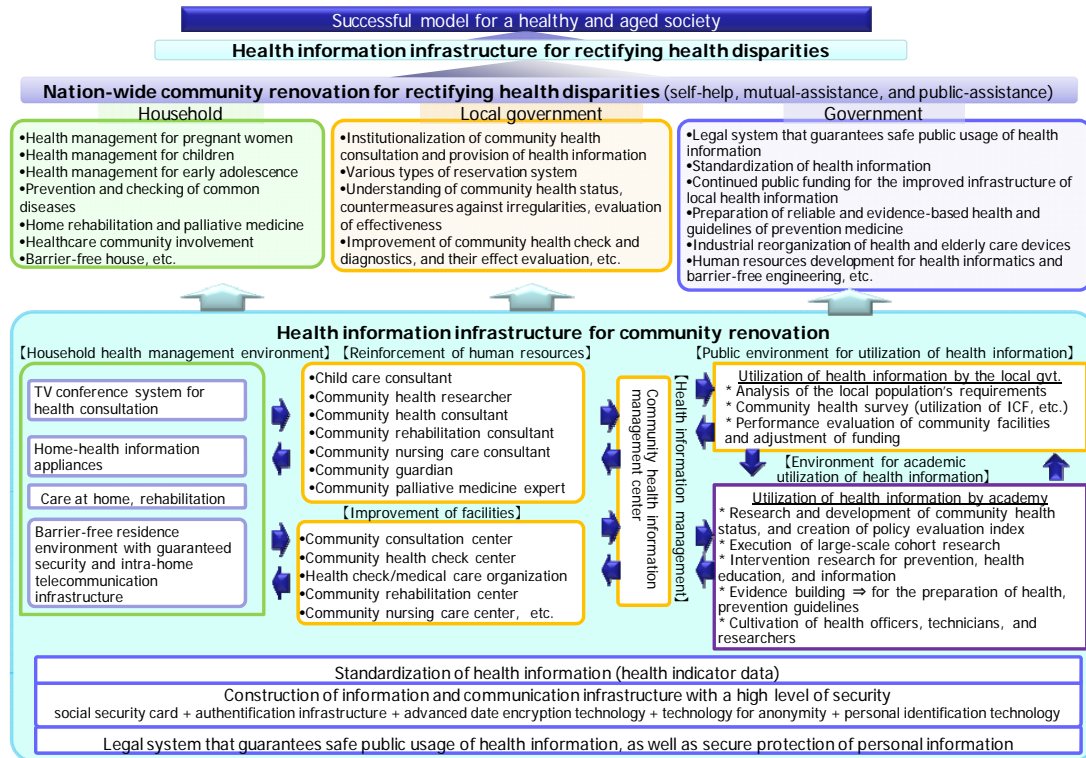 Successful model for a healthy and aged society
Health information infrastructure for rectifying health disparities
Nation-wide community renovation for rectifying health disparities (self-help, mutual-assistance, and public-assistance)
Household
•Health management for pregnant women
•Health management for children
•Health management for early adolescence
•Prevention and checking of common
diseases
•Home rehabilitation and palliative medicine
•Healthcare community involvement
•Barrier-free house, etc.
Local government
•Institutionalization of community health
consultation and provision of health information
•Various types of reservation system
•Understanding of community health status,
countermeasures against irregularities, evaluation
of effectiveness
•Improvement of community health check and
diagnostics, and their effect evaluation, etc.
Government
•Legal system that guarantees safe public usage of health
information
•Standardization of health information
•Continued public funding for the improved infrastructure of
local health information
•Preparation of reliable and evidence-based health and
guidelines of prevention medicine
•Industrial reorganization of health and elderly care devices
•Human resources development for health informatics and
barrier-free engineering, etc.
Health information infrastructure for community renovation
【Household health management environment】
TV conference system for
health consultation
Home-health information
appliances
Care at home, rehabilitation
Barrier-free residence
environment with guaranteed
security and intra-home
telecommunication
infrastructure
【Reinforcement of human resources】
•Child care consultant
•Community health researcher
•Community health consultant
•Community rehabilitation consultant
•Community nursing care consultant
•Community guardian
•Community palliative medicine expert
【Improvement of facilities】
•Community consultation center
•Community health check center
•Health check/medical care organization
•Community rehabilitation center
•Community nursing care center, etc.
Community health information
management center
【Health information management】
【Public environment for utilization of health information】
Utilization of health information by the local gvt.
* Analysis of the local population's requirements
* Community health survey (utilization of ICF, etc.)
* Performance evaluation of community facilities
and adjustment of funding
【Environment for academic
utilization of health information】
Utilization of health information by academy
* Research and development of community health
status, and creation of policy evaluation index
* Execution of large-scale cohort research
* Intervention research for prevention, health
education, and information
* Evidence building ⇒ for the preparation of health,
prevention guidelines
* Cultivation of health officers, technicians, and
researchers
Standardization of health information (health indicator data)
Construction of information and communication infrastructure with a high level of security
social security card + authentification infrastructure + advanced date encryption technology + technology for anonymity + personal identification technology
Legal system that guarantees safe public usage of health information, as well as secure protection of personal information